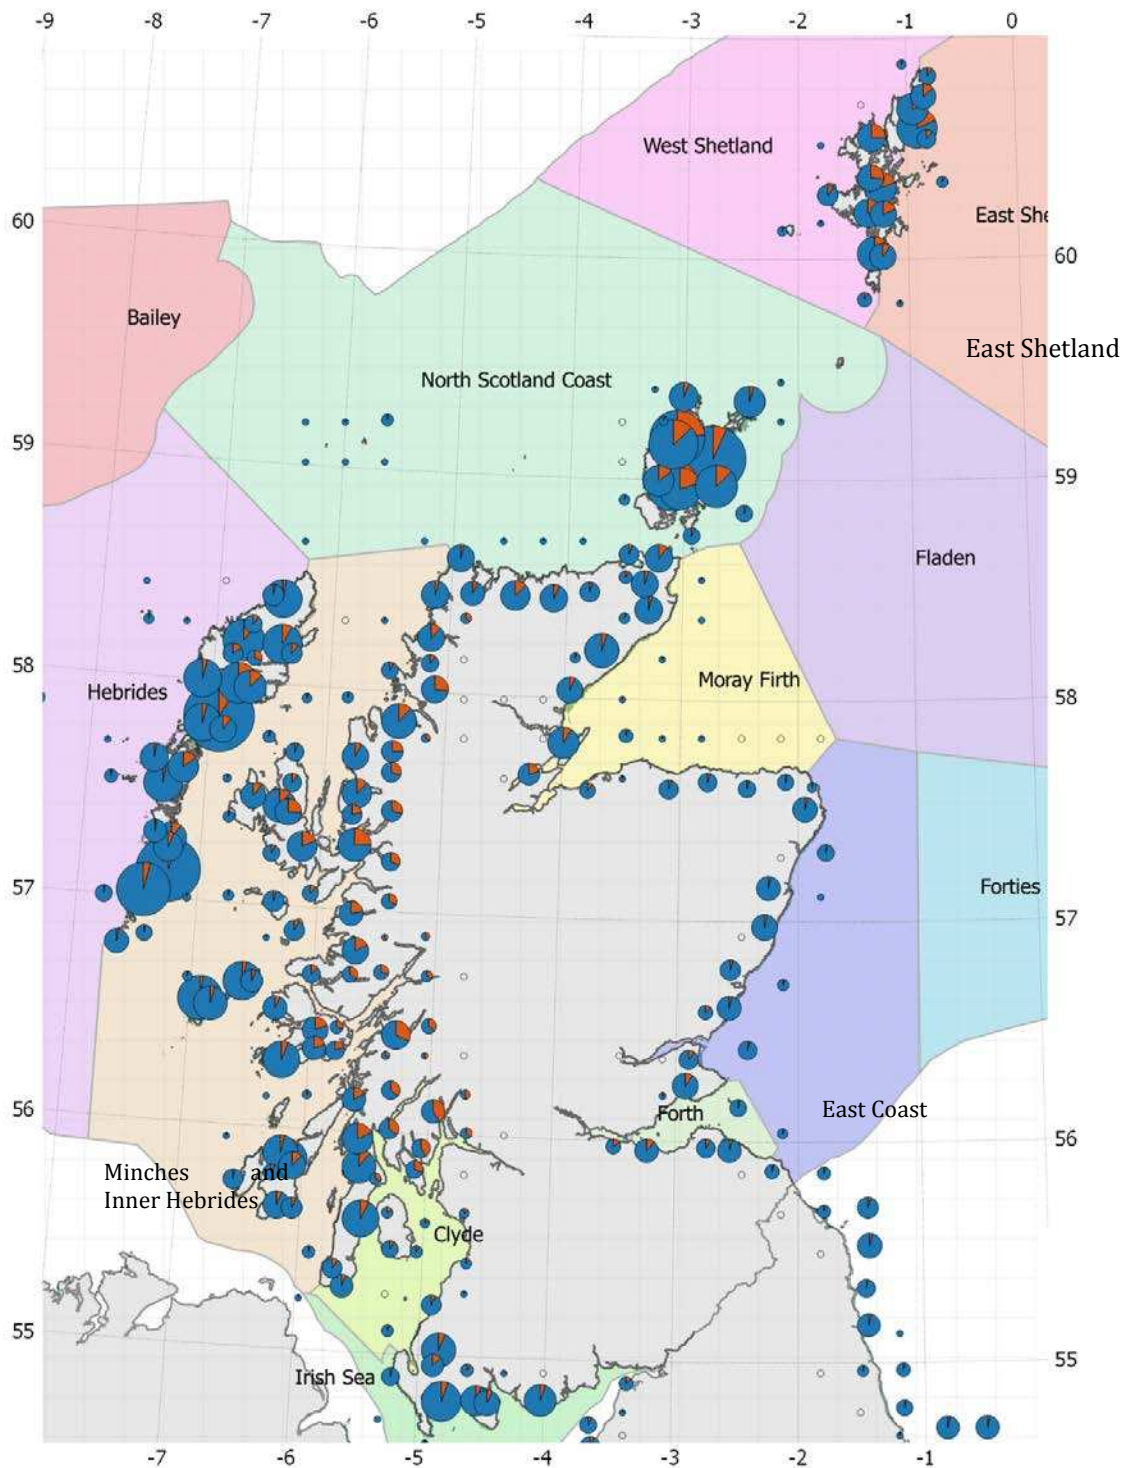 -9 -8 -7 -6 -5 -4 -3 -2 -1 0
West Shetland
60
East She
60
Bailey
East Shetland
North Scotland Coast
59
59
Fladen
58
Hebrides
Moray Firth
58
57
Forties
57
56
Forth
East Coast
56
Minches and
Inner Hebrides
Clyde
55
55
Irish Sea
-7 -6 -5 -4 -3 -2 -1